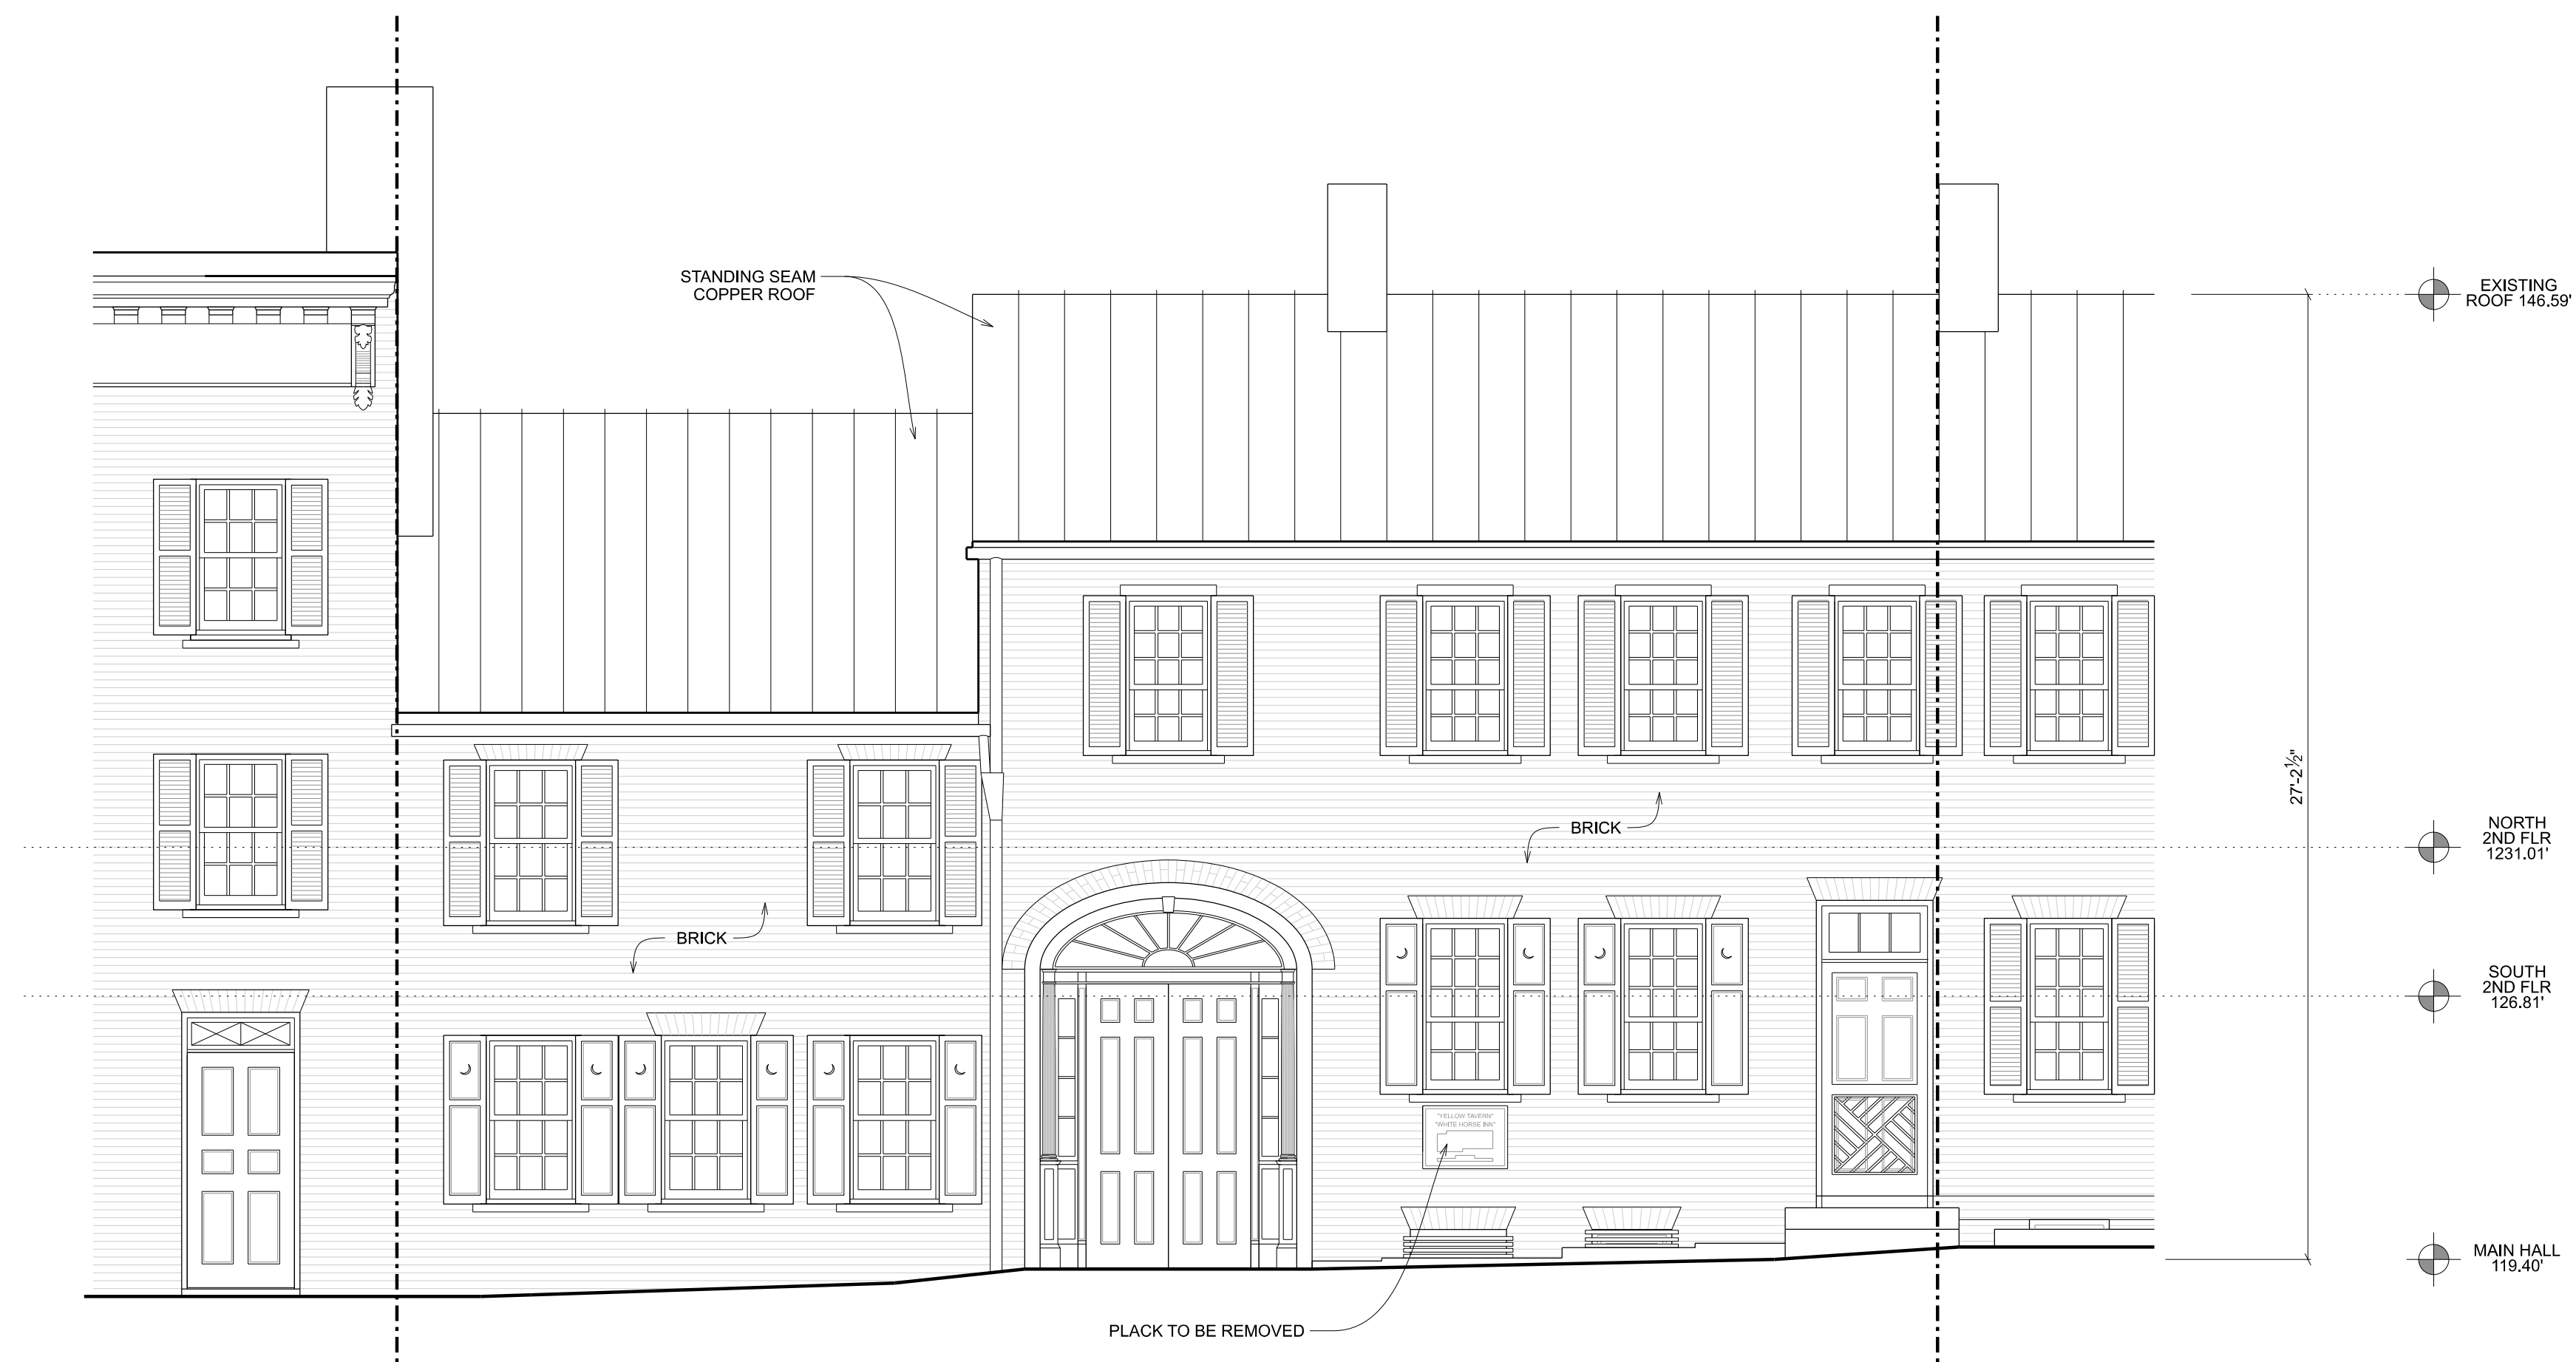 STANDING SEAM
COPPER ROOF
EXISTING
ROOF 146.59'
27'-2½"
BRICK
NORTH
2ND FLR
1231.01'
BRICK
SOUTH
2ND FLR
126.81'
"YELLOW TAVERN"
"WHITE HORSE INN"
MAIN HALL
119.40'
PLACK TO BE REMOVED